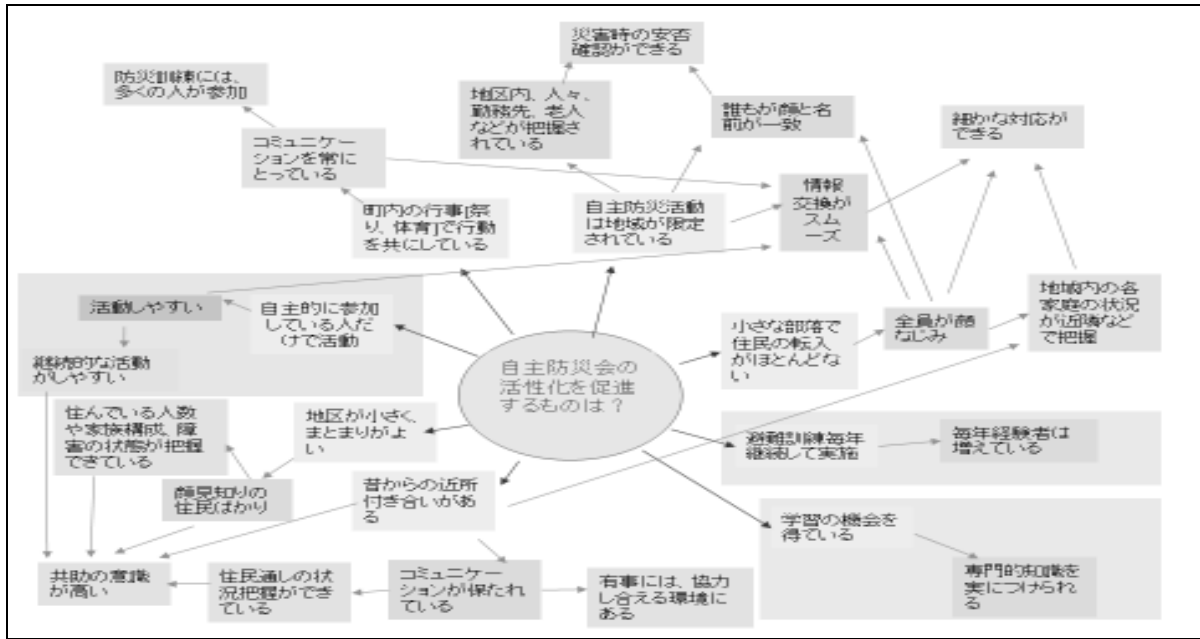 災害時の安否
確認ができる
防災訓練には、
多くの人が参加
地区内、人々、
勤務先、老人
などが把握さ
れている
誰もが顔と名
前が一致
細かな対応が
できる
コミュニケー
ションを常に
とっている
情報
交換が
スム
ーズ
町内の行事[祭
り、体育]で行動
を共にしている
自主防災活動
は地域が限定
されている
活動しやすい
自主的に参加
している人だ
けで活動
小さな部落で
住民の転入
がほとんどな
い
全員が顔
なじみ
地域内の各
家庭の状況
が近隣など
で把握
継続的な活動
がしやすい
自主防災会の
活性化を促進
するものは？
住んでいる人数
や家族構成、障
害の状態が把握
できている
地区が小さく、
まとまりがよ
い
避難訓練毎年
継続して実施
毎年経験者は
増えている
顔見知りの
住民ばかり
昔からの近所
付き合いがあ
る
学習の機会を
得ている
共助の意識
が高い
住民通しの状
況把握ができ
ている
コミュニケー
ションが保たれ
ている
有事には、協力
し合える環境に
ある
専門的知識を
実につけられ
る